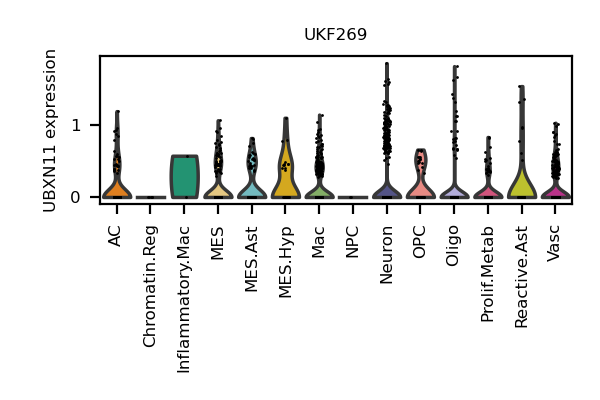 UKF269
UBXN11 expression
1
0
AC
Chromatin.Reg
Inflammatory.Mac
MES
MES.Ast
MES.Hyp
Mac
NPC
Neuron
OPC
Oligo
Prolif.Metab
Reactive.Ast
Vasc